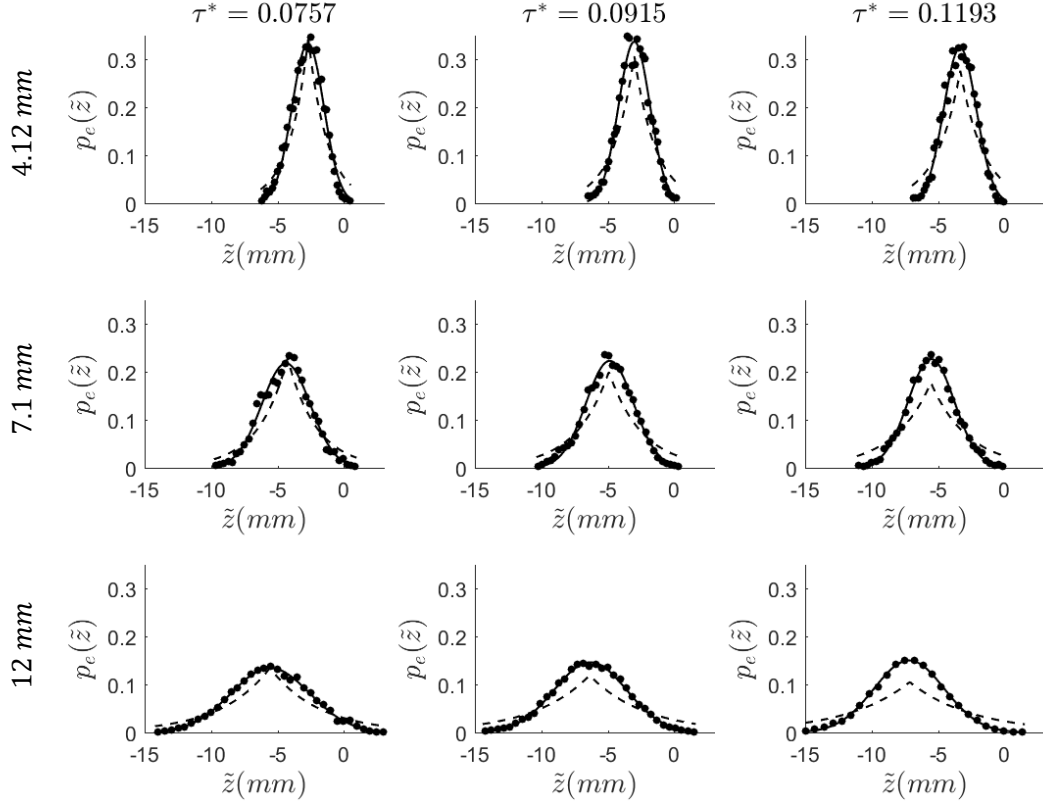 τ* = 0.0757 τ* = 0.0915 τ* = 0.1193
4.12 mm
p_e(z̃) 0.3 0.2 0.1 0
-15 -10 -5 0
z̃(mm)
p_e(z̃) 0.3 0.2 0.1 0
-15 -10 -5 0
z̃(mm)
p_e(z̃) 0.3 0.2 0.1 0
-15 -10 -5 0
z̃(mm)
7.1 mm
p_e(z̃) 0.3 0.2 0.1 0
-15 -10 -5 0
z̃(mm)
p_e(z̃) 0.3 0.2 0.1 0
-15 -10 -5 0
z̃(mm)
p_e(z̃) 0.3 0.2 0.1 0
-15 -10 -5 0
z̃(mm)
12 mm
p_e(z̃) 0.3 0.2 0.1 0
-15 -10 -5 0
z̃(mm)
p_e(z̃) 0.3 0.2 0.1 0
-15 -10 -5 0
z̃(mm)
p_e(z̃) 0.3 0.2 0.1 0
-15 -10 -5 0
z̃(mm)